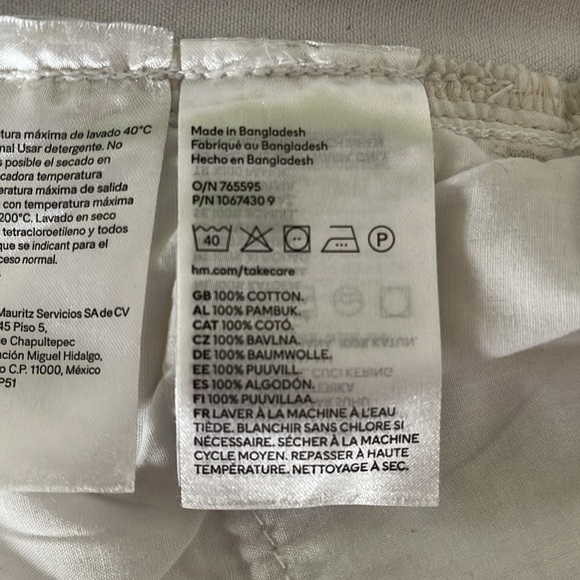 tura máxima de lavado 40°C
nal Usar detergente. No
s posible el secado en
cadora temperatura
eratura máxima de salida
con temperatura máxima
200°C. Lavado en seco
tetracloroetileno y todos
que se indicant para el
ceso normal.
Mauritz Servicios SA de CV
45 Piso 5,
e Chapultepec
ción Miguel Hidalgo,
o C.P. 11000, México
P51
Made in Bangladesh
Fabriqué au Bangladesh
Hecho en Bangladesh
O/N 765595
P/N 1067430 9
40
P
hm.com/takecare
GB 100% COTTON.
AL 100% PAMBUK.
CAT 100% COTÓ.
CZ 100% BAVLNA.
DE 100% BAUMWOLLE.
EE 100% PUUVILL.
ES 100% ALGODÓN.
FI 100% PUUVILLAA.
FR LAVER À LA MACHINE À L'EAU
TIÈDE. BLANCHIR SANS CHLORE SI
NÉCESSAIRE. SÉCHER À LA MACHINE
CYCLE MOYEN. REPASSER À HAUTE
TEMPÉRATURE. NETTOYAGE À SEC.